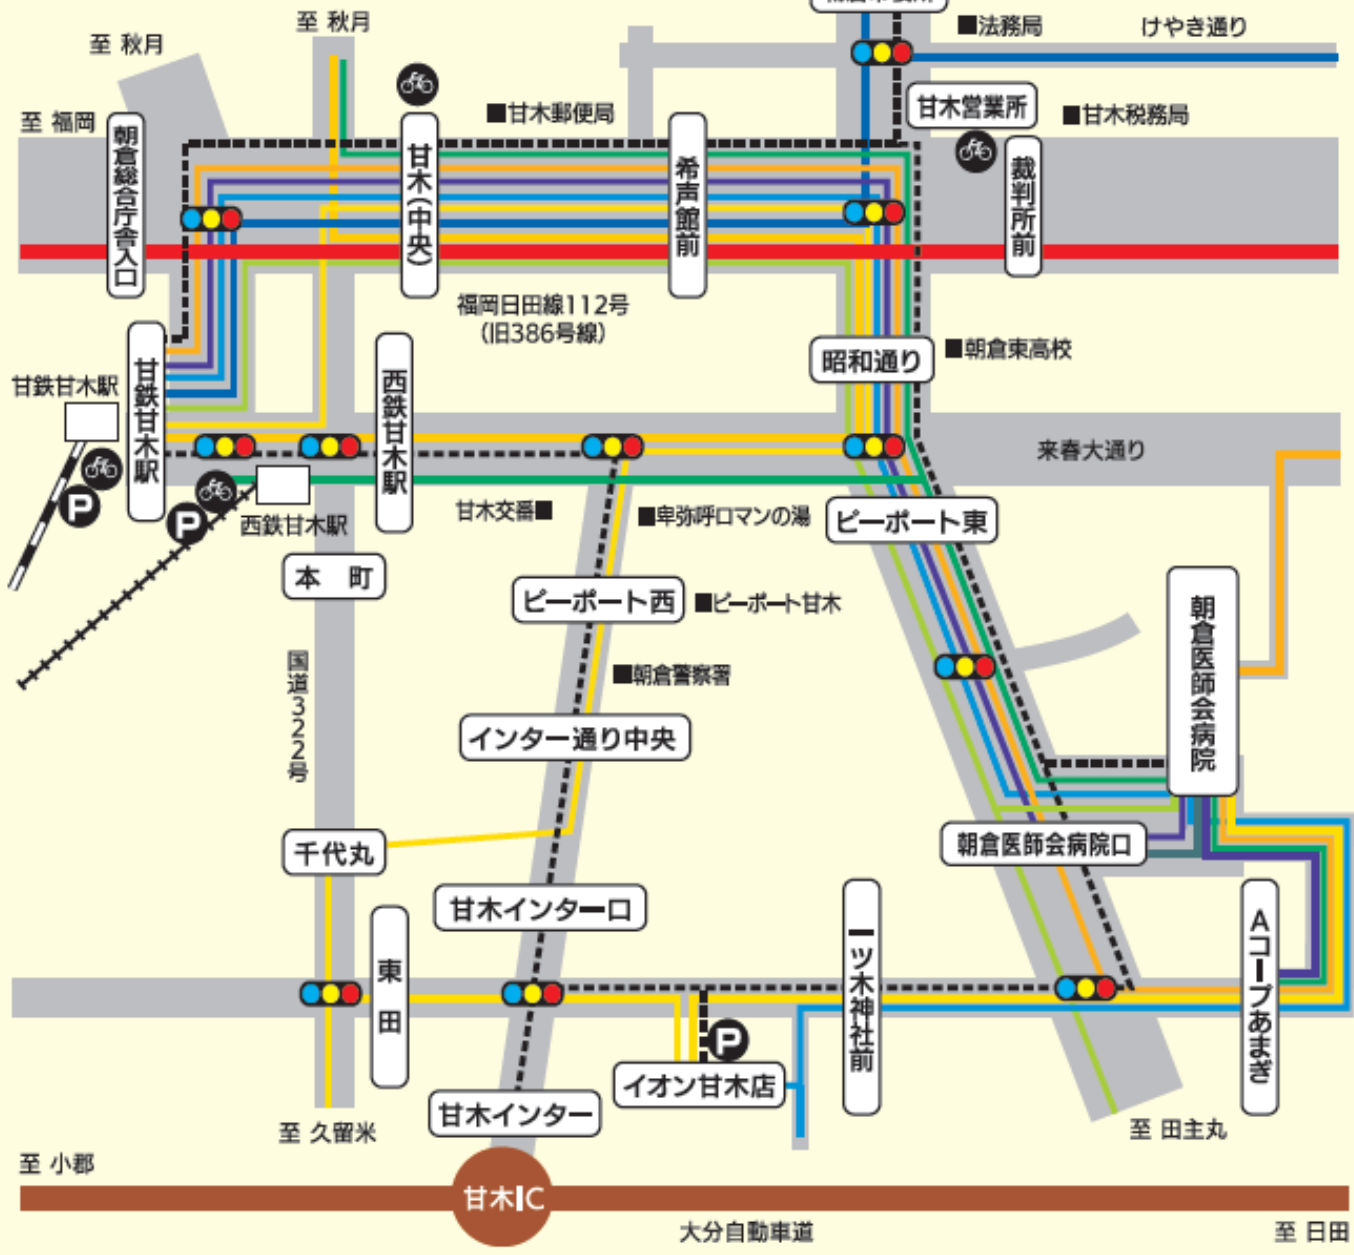 至 秋月
至 秋月
■法務局
けやき通り
至 福岡
■甘木郵便局
甘木営業所
■甘木税務局
朝倉総合庁舎入口
甘木(中央)
希声館前
裁判所前
福岡日田線112号
(旧386号線)
昭和通り
■朝倉東高校
甘鉄甘木駅
甘鉄甘木駅
西鉄甘木駅
来春大通り
P
P
西鉄甘木駅
甘木交番■
■卑弥呼ロマンの湯
ピーポート東
本 町
ピーポート西
■ピーポート甘木
朝倉医師会病院
国道322号
■朝倉警察署
インター通り中央
千代丸
朝倉医師会病院口
甘木インター口
東田
一ツ木神社前
Aコープあまぎ
P
イオン甘木店
甘木インター
至 久留米
至 田主丸
至 小郡
甘木IC
大分自動車道
至 日田